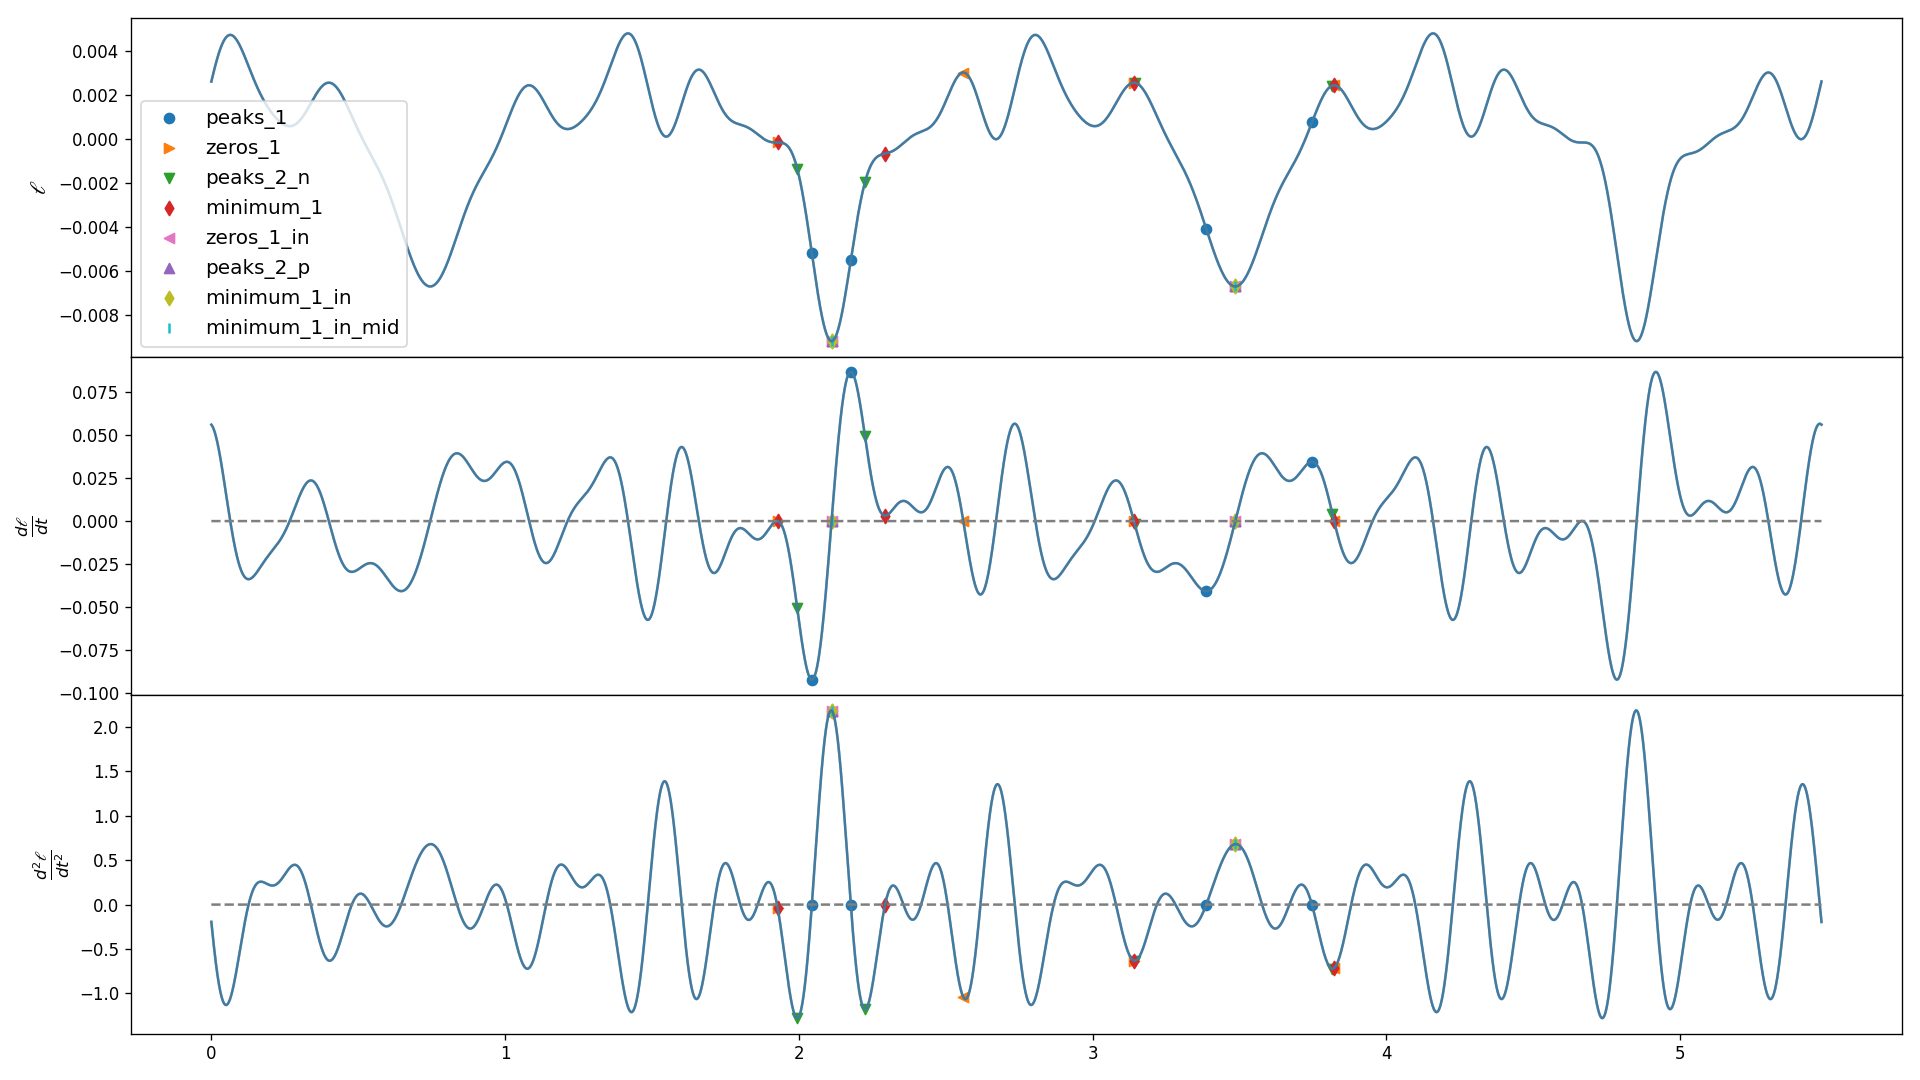 0.004
0.002
0.000
−0.002
−0.004
−0.006
−0.008
ℓ
peaks_1
zeros_1
peaks_2_n
minimum_1
zeros_1_in
peaks_2_p
minimum_1_in
minimum_1_in_mid
0.075
0.050
0.025
0.000
−0.025
−0.050
−0.075
−0.100
dℓ
dt
2.0
1.5
1.0
0.5
0.0
−0.5
−1.0
d²ℓ
dt²
0 1 2 3 4 5